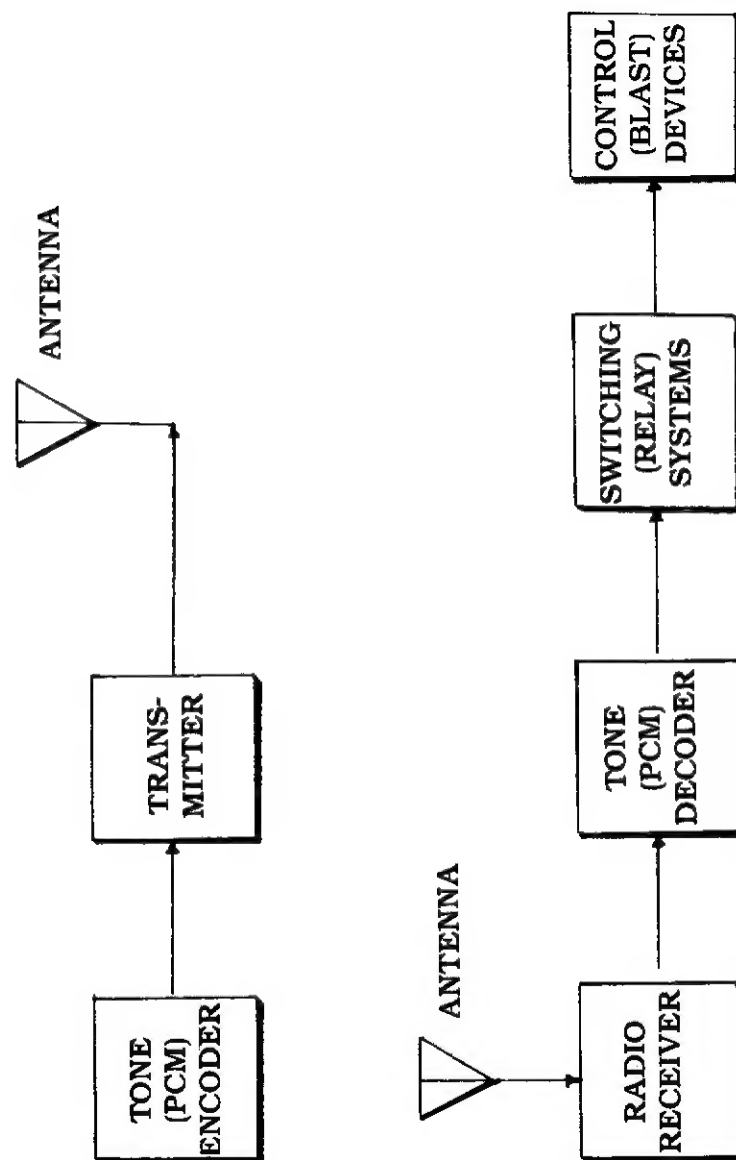 TONE
(PCM)
ENCODER
TRANS-
MITTER
ANTENNA
ANTENNA
RADIO
RECEIVER
TONE
(PCM)
DECODER
SWITCHING
(RELAY)
SYSTEMS
CONTROL
(BLAST)
DEVICES